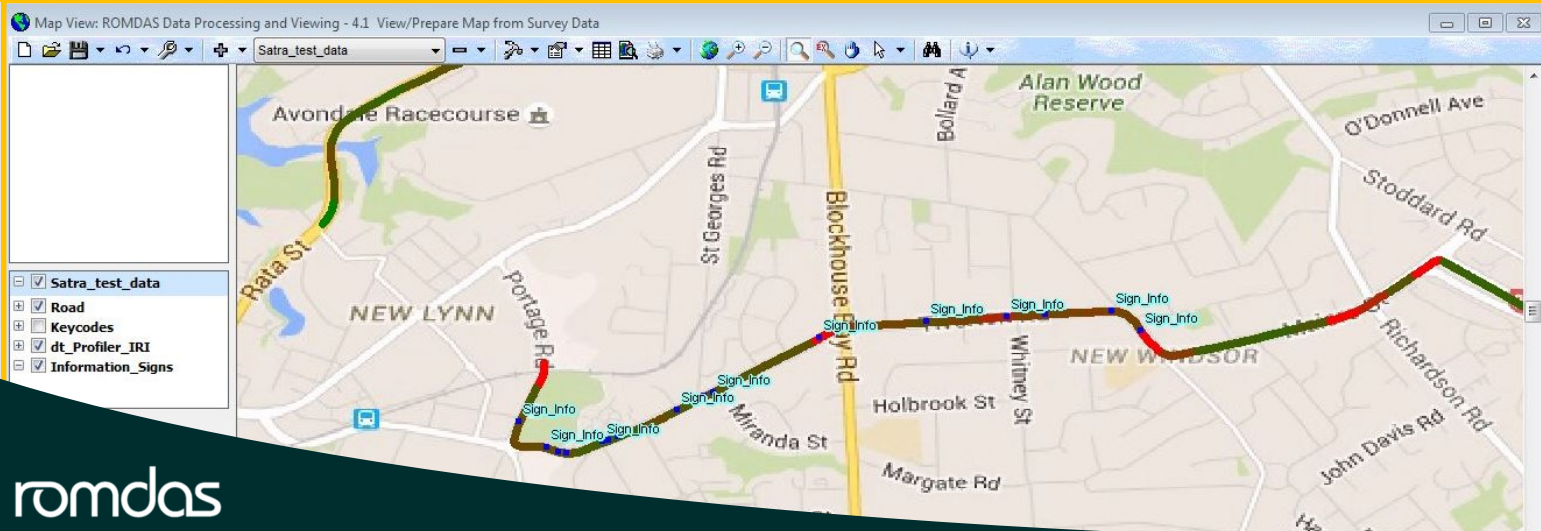 Map View: ROMDAS Data Processing and Viewing - 4.1 View/Prepare Map from Survey Data
Satra_test_data
Satra_test_data
Road
Keycodes
dt_Profiler_IRI
Information_Signs
Avondale Racecourse
Alan Wood
Reserve
Bollard A
O'Donnell Ave
Stoddard Rd
St Georges Rd
Blockhouse Bay Rd
Rata St
Portage Rd
NEW LYNN
Sign_Info
Sign_Info
Sign_Info
Sign_Info
Sign_Info
Sign_Info
Sign_Info
Sign_Info
Sign_Info
Sign_Info
Sign_Info
NEW WINDSOR
Whitney St
Richardson Rd
Holbrook St
Miranda St
Margate Rd
John Davis Rd
romdas